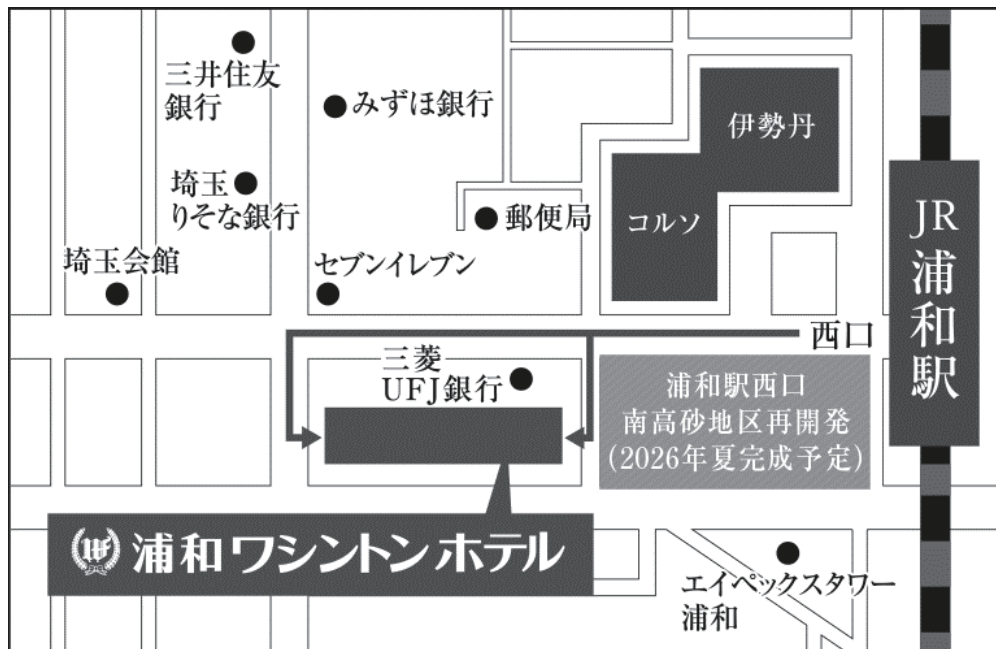 三井住友
銀行
みずほ銀行
伊勢丹
埼玉
りそな銀行
郵便局
コルソ
JR浦和駅
埼玉会館
セブンイレブン
西口
三菱
UFJ銀行
浦和駅西口
南高砂地区再開発
(2026年夏完成予定)
浦和ワシントンホテル
エイペックスタワー
浦和